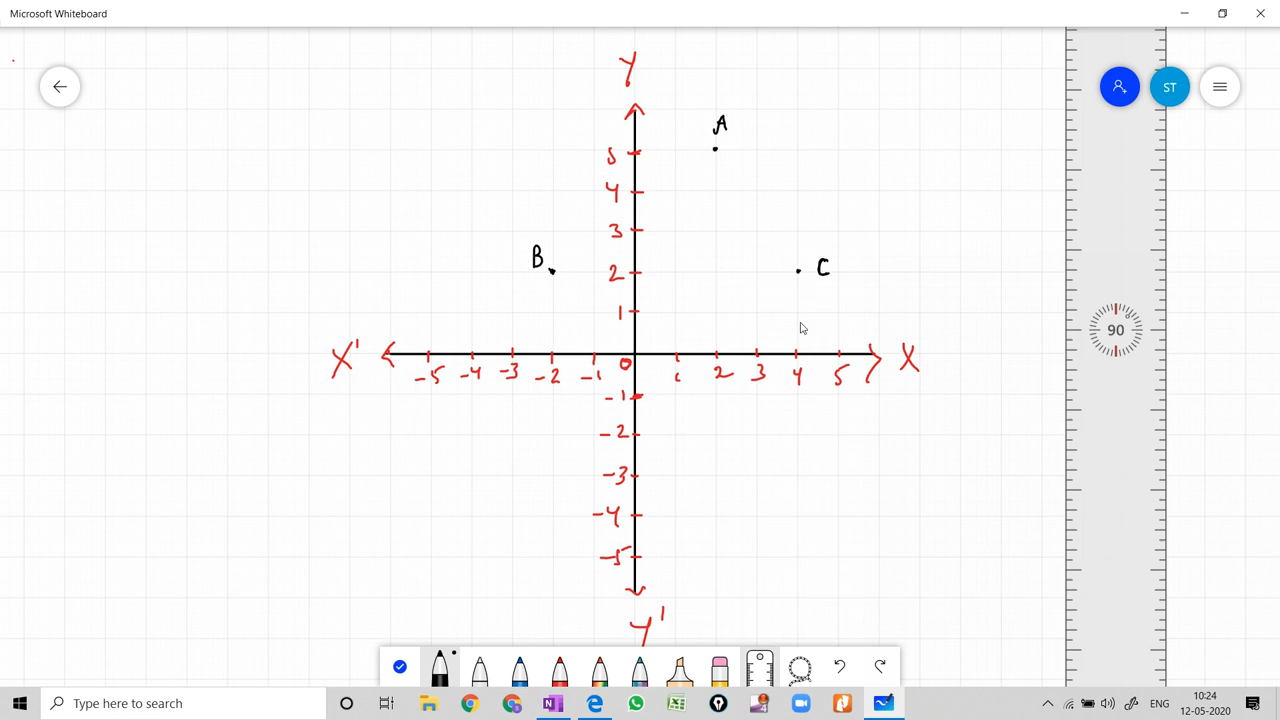 Microsoft Whiteboard
Y
ST
A
5
4
3
B
2
C
1
90
X' 0 X
-5 -4 -3 -2 -1 1 2 3 4 5
-1
-2
-3
-4
-5
Y'
Type here to search
ENG
10:24
12-05-2020